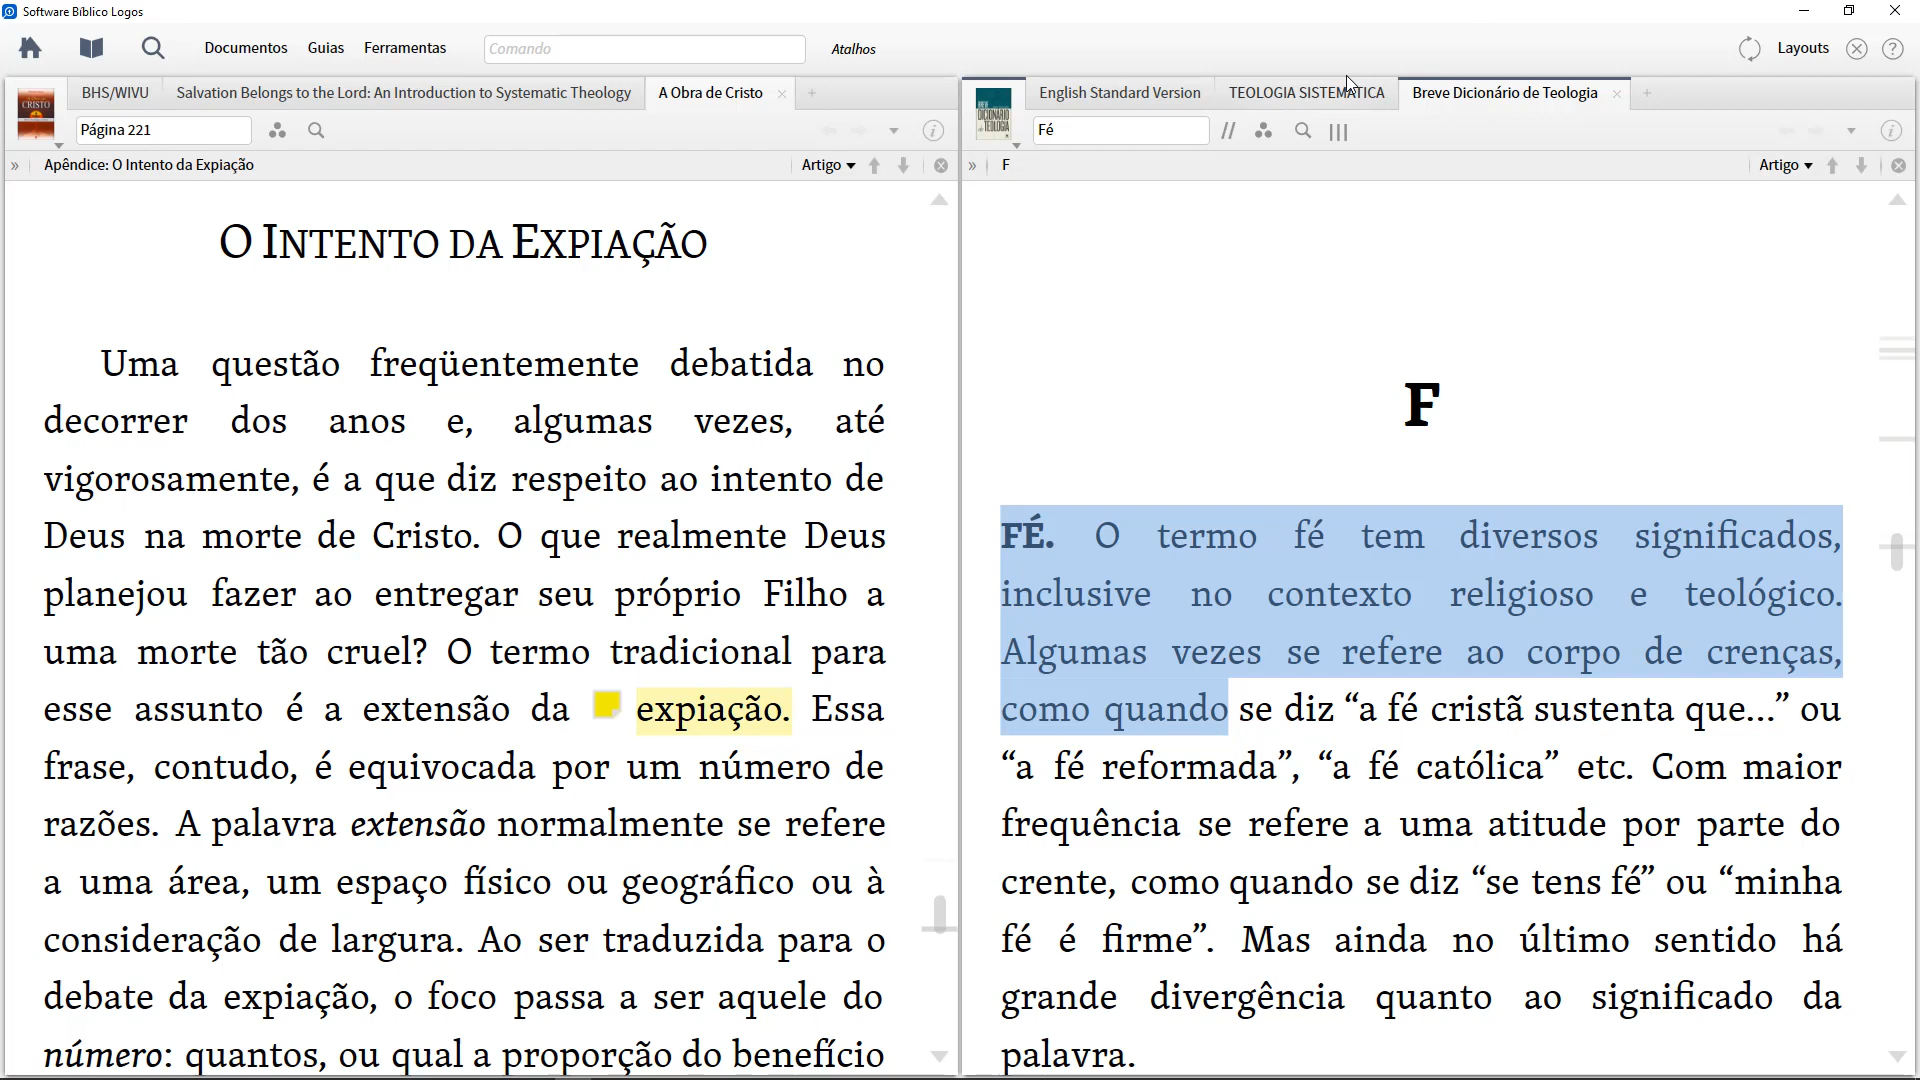 Software Bíblico Logos
Documentos Guias Ferramentas Comando Atalhos Layouts
BHS/WIVU Salvation Belongs to the Lord: An Introduction to Systematic Theology A Obra de Cristo
Página 221
Apêndice: O Intento da Expiação Artigo
O INTENTO DA EXPIAÇÃO
Uma questão freqüentemente debatida no
decorrer dos anos e, algumas vezes, até
vigorosamente, é a que diz respeito ao intento de
Deus na morte de Cristo. O que realmente Deus
planejou fazer ao entregar seu próprio Filho a
uma morte tão cruel? O termo tradicional para
esse assunto é a extensão da expiação. Essa
frase, contudo, é equivocada por um número de
razões. A palavra extensão normalmente se refere
a uma área, um espaço físico ou geográfico ou à
consideração de largura. Ao ser traduzida para o
debate da expiação, o foco passa a ser aquele do
número: quantos, ou qual a proporção do benefício
English Standard Version TEOLOGIA SISTEMATICA Breve Dicionário de Teologia
Fé
F Artigo
F
FÉ. O termo fé tem diversos significados,
inclusive no contexto religioso e teológico.
Algumas vezes se refere ao corpo de crenças,
como quando se diz “a fé cristã sustenta que...” ou
“a fé reformada”, “a fé católica” etc. Com maior
frequência se refere a uma atitude por parte do
crente, como quando se diz “se tens fé” ou “minha
fé é firme”. Mas ainda no último sentido há
grande divergência quanto ao significado da
palavra.